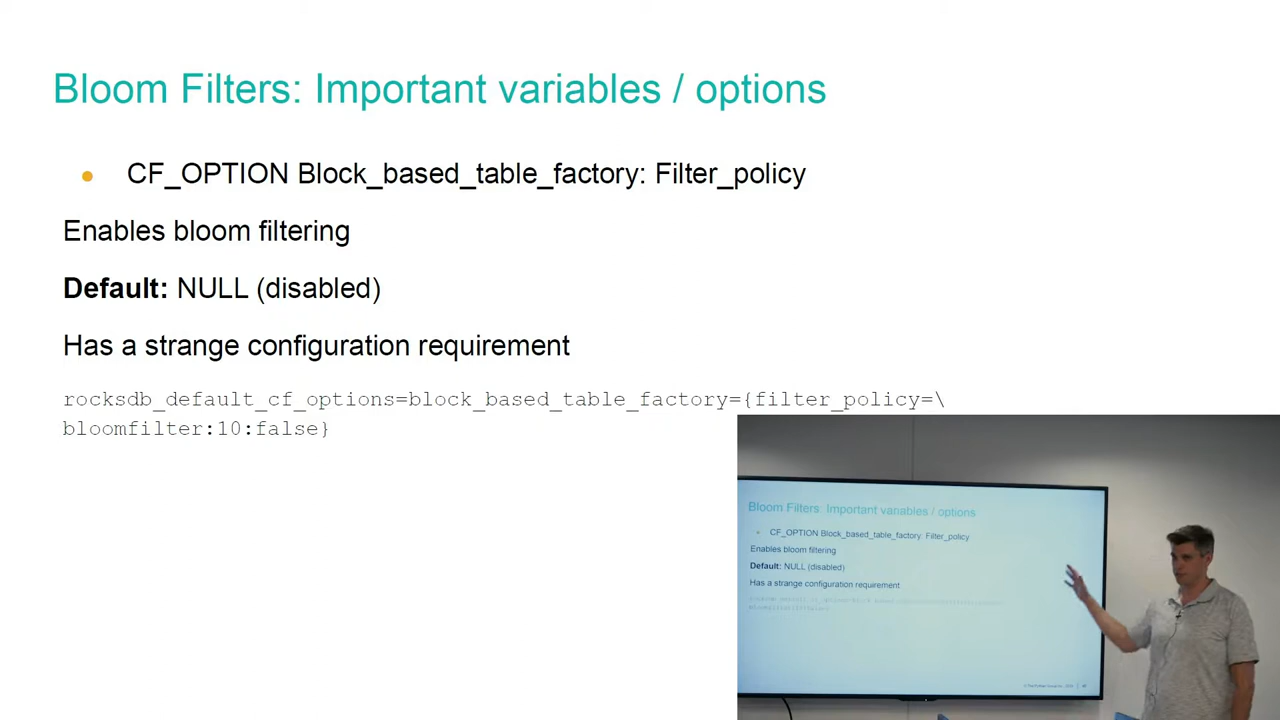 Bloom Filters: Important variables / options
● CF_OPTION Block_based_table_factory: Filter_policy
Enables bloom filtering
Default: NULL (disabled)
Has a strange configuration requirement
rocksdb_default_cf_options=block_based_table_factory={filter_policy=\
bloomfilter:10:false}
Bloom Filters: Important variables / options
CF_OPTION Block_based_table_factory: Filter_policy
Enables bloom filtering
Default: NULL (disabled)
Has a strange configuration requirement